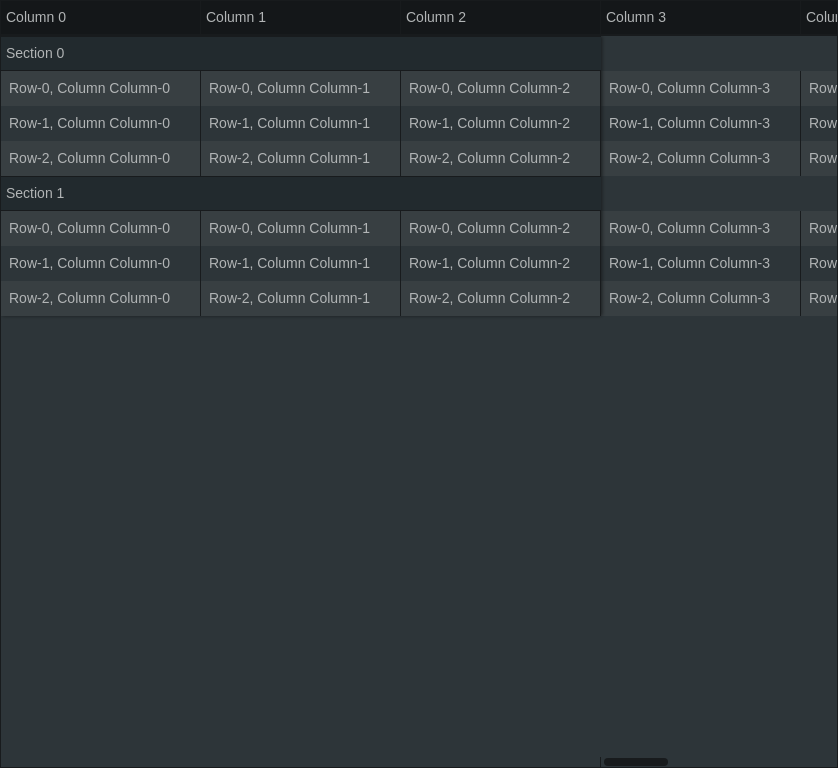 Column 0 Column 1 Column 2 Column 3 Colu
Section 0
Row-0, Column Column-0 Row-0, Column Column-1 Row-0, Column Column-2 Row-0, Column Column-3 Row
Row-1, Column Column-0 Row-1, Column Column-1 Row-1, Column Column-2 Row-1, Column Column-3 Row
Row-2, Column Column-0 Row-2, Column Column-1 Row-2, Column Column-2 Row-2, Column Column-3 Row
Section 1
Row-0, Column Column-0 Row-0, Column Column-1 Row-0, Column Column-2 Row-0, Column Column-3 Row
Row-1, Column Column-0 Row-1, Column Column-1 Row-1, Column Column-2 Row-1, Column Column-3 Row
Row-2, Column Column-0 Row-2, Column Column-1 Row-2, Column Column-2 Row-2, Column Column-3 Row